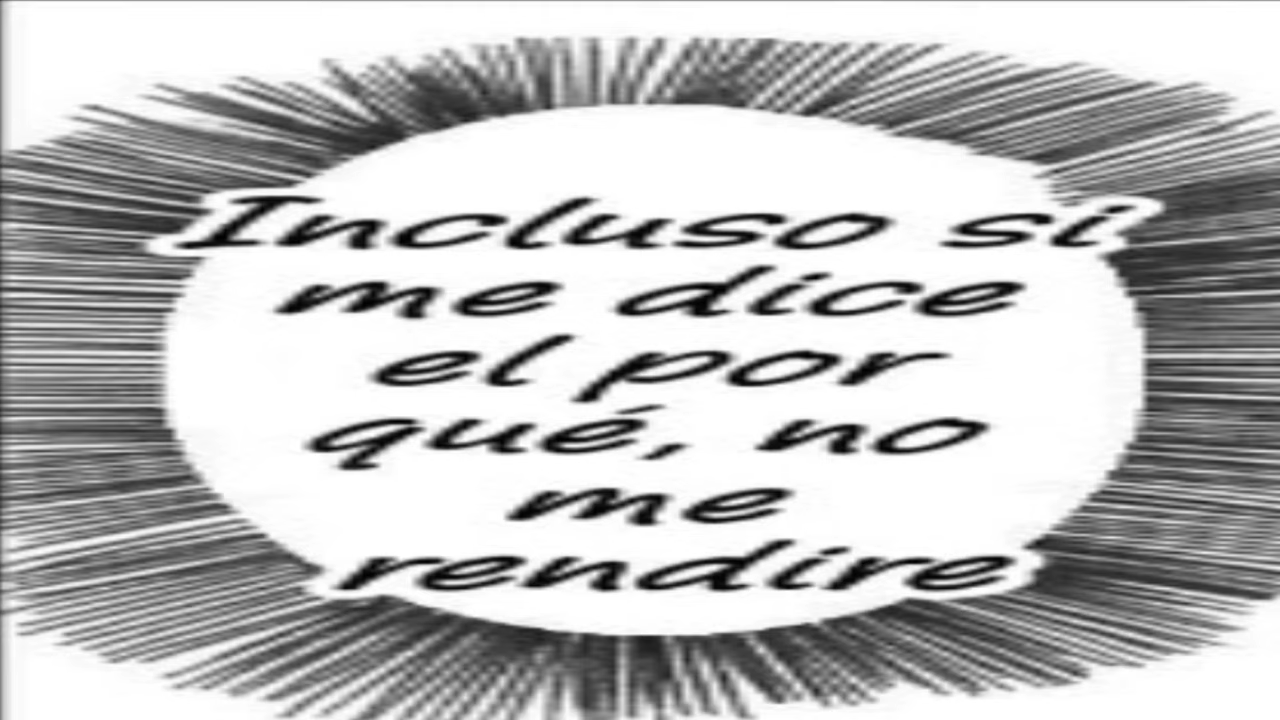 Incluso si
me dice
el por
qué, no
me
rendire